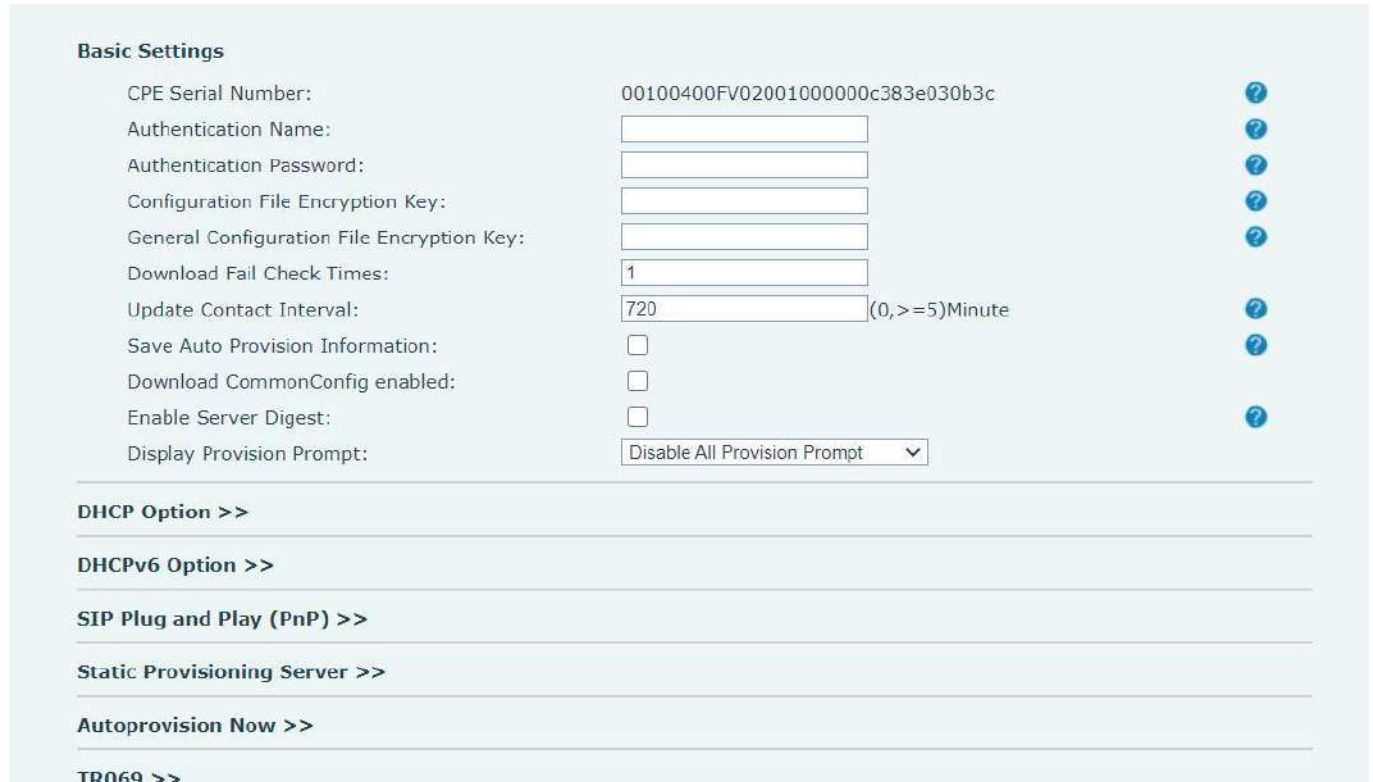 Basic Settings
CPE Serial Number: 00100400FV02001000000c383e030b3c
Authentication Name:
Authentication Password:
Configuration File Encryption Key:
General Configuration File Encryption Key:
Download Fail Check Times: 1
Update Contact Interval: 720 (0,>=5)Minute
Save Auto Provision Information:
Download CommonConfig enabled:
Enable Server Digest:
Display Provision Prompt: Disable All Provision Prompt
DHCP Option >>
DHCPv6 Option >>
SIP Plug and Play (PnP) >>
Static Provisioning Server >>
Autoprovision Now >>
TR069 >>